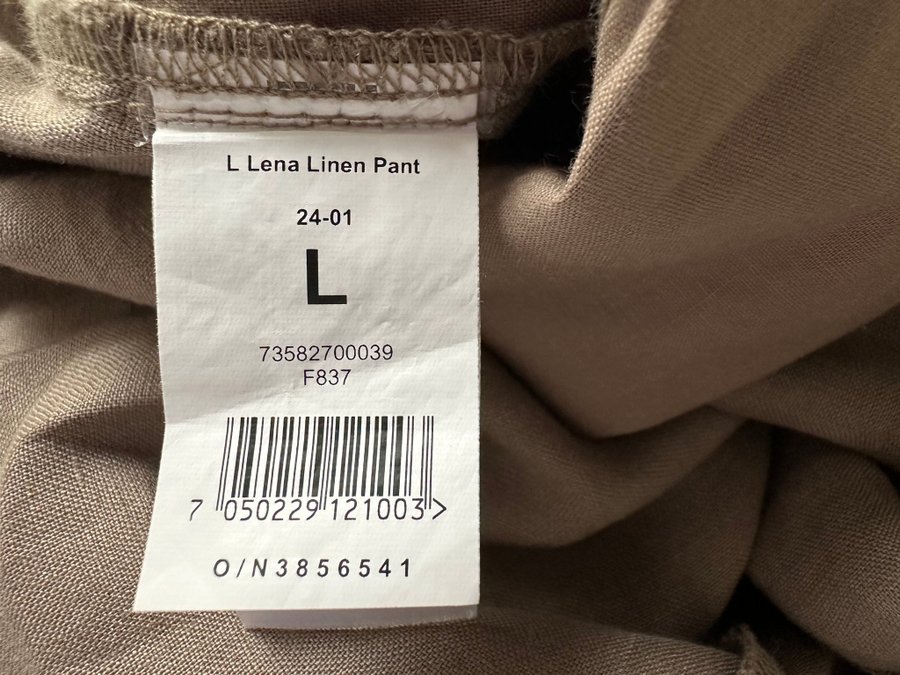 L Lena Linen Pant
24-01
L
73582700039
F837
7 050229 121003>
O/N3856541